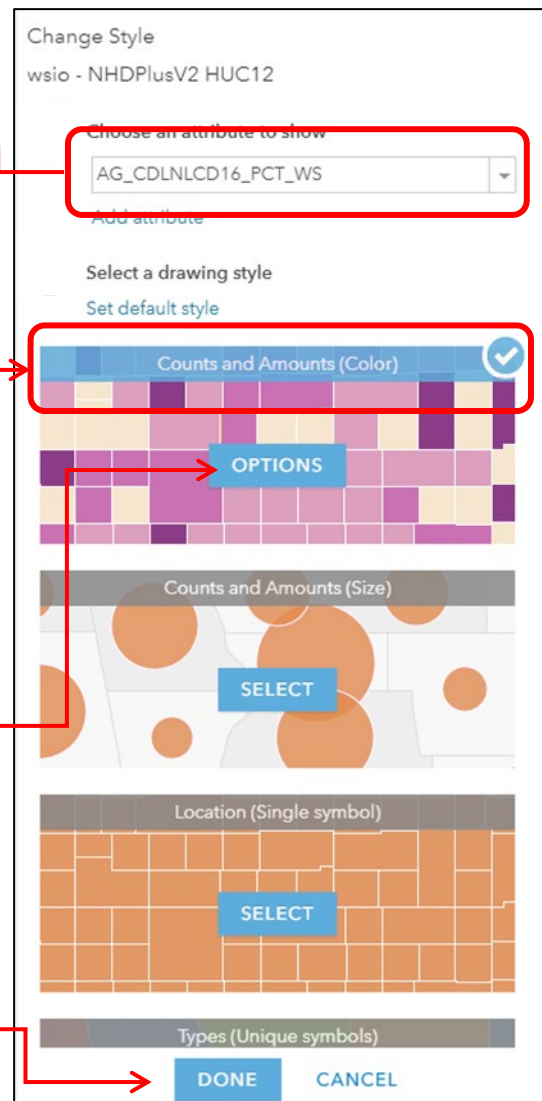 Change Style
wsio - NHDPlusV2 HUC12
Choose an attribute to show
AG_CDLNLCD16_PCT_WS
Add attribute
Select a drawing style
Set default style
Counts and Amounts (Color)
OPTIONS
Counts and Amounts (Size)
SELECT
Location (Single symbol)
SELECT
Types (Unique symbols)
DONE CANCEL